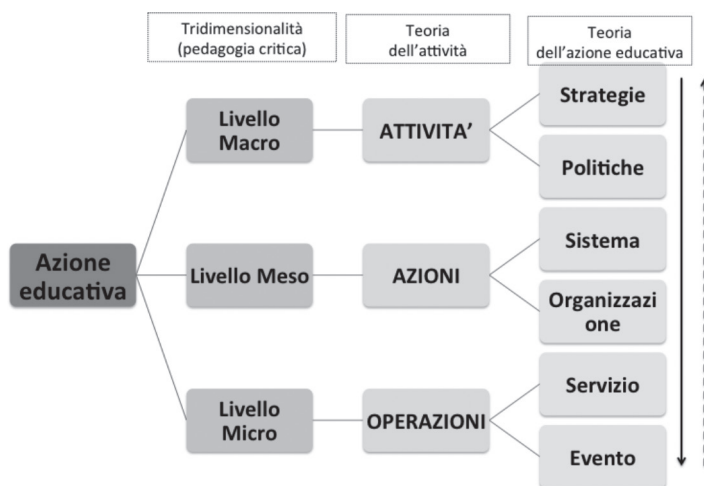 Tridimensionalità
(pedagogia critica)
Teoria
dell'attività
Teoria
dell'azione educativa
Azione
educativa
Livello
Macro
ATTIVITA'
Strategie
Politiche
Livello Meso
AZIONI
Sistema
Organizzazi
one
Livello
Micro
OPERAZIONI
Servizio
Evento